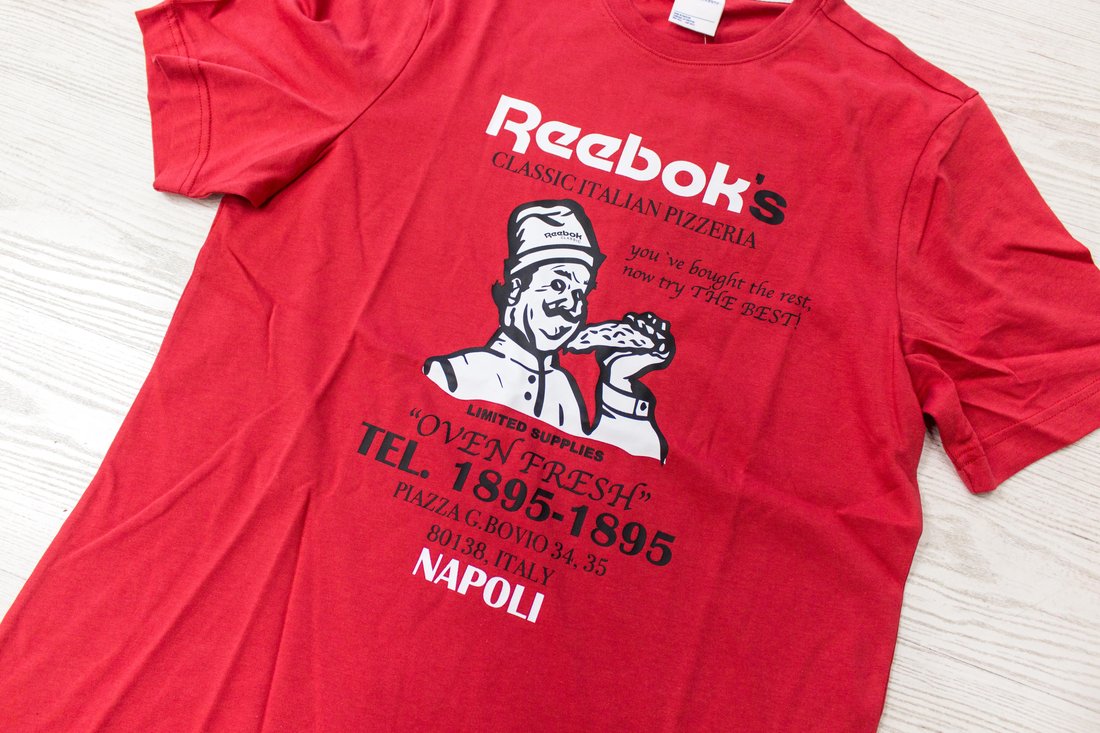 Reebok's
CLASSIC ITALIAN PIZZERIA
Reebok
CLASSIC
you've bought the rest,
now try THE BEST!
LIMITED SUPPLIES
“OVEN FRESH”
TEL. 1895-1895
PIAZZA G.BOVIO 34, 35
80138, ITALY
NAPOLI